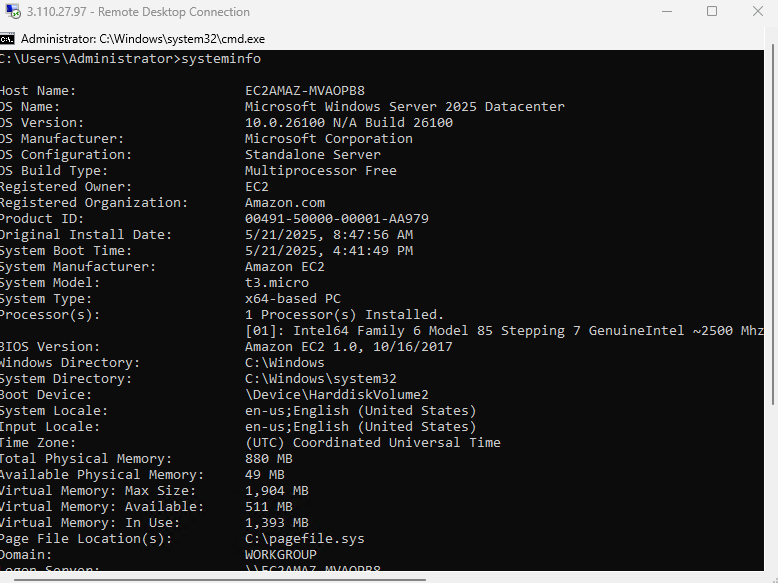 3.110.27.97 - Remote Desktop Connection
Administrator: C:\Windows\system32\cmd.exe
C:\Users\Administrator>systeminfo
Host Name: EC2AMAZ-MVAOPB8
OS Name: Microsoft Windows Server 2025 Datacenter
OS Version: 10.0.26100 N/A Build 26100
OS Manufacturer: Microsoft Corporation
OS Configuration: Standalone Server
OS Build Type: Multiprocessor Free
Registered Owner: EC2
Registered Organization: Amazon.com
Product ID: 00491-50000-00001-AA979
Original Install Date: 5/21/2025, 8:47:56 AM
System Boot Time: 5/21/2025, 4:41:49 PM
System Manufacturer: Amazon EC2
System Model: t3.micro
System Type: x64-based PC
Processor(s): 1 Processor(s) Installed.
[01]: Intel64 Family 6 Model 85 Stepping 7 GenuineIntel ~2500 Mhz
BIOS Version: Amazon EC2 1.0, 10/16/2017
Windows Directory: C:\Windows
System Directory: C:\Windows\system32
Boot Device: \Device\HarddiskVolume2
System Locale: en-us;English (United States)
Input Locale: en-us;English (United States)
Time Zone: (UTC) Coordinated Universal Time
Total Physical Memory: 880 MB
Available Physical Memory: 49 MB
Virtual Memory: Max Size: 1,904 MB
Virtual Memory: Available: 511 MB
Virtual Memory: In Use: 1,393 MB
Page File Location(s): C:\pagefile.sys
Domain: WORKGROUP
Logon Server: \\EC2AMAZ-MVAOPB8